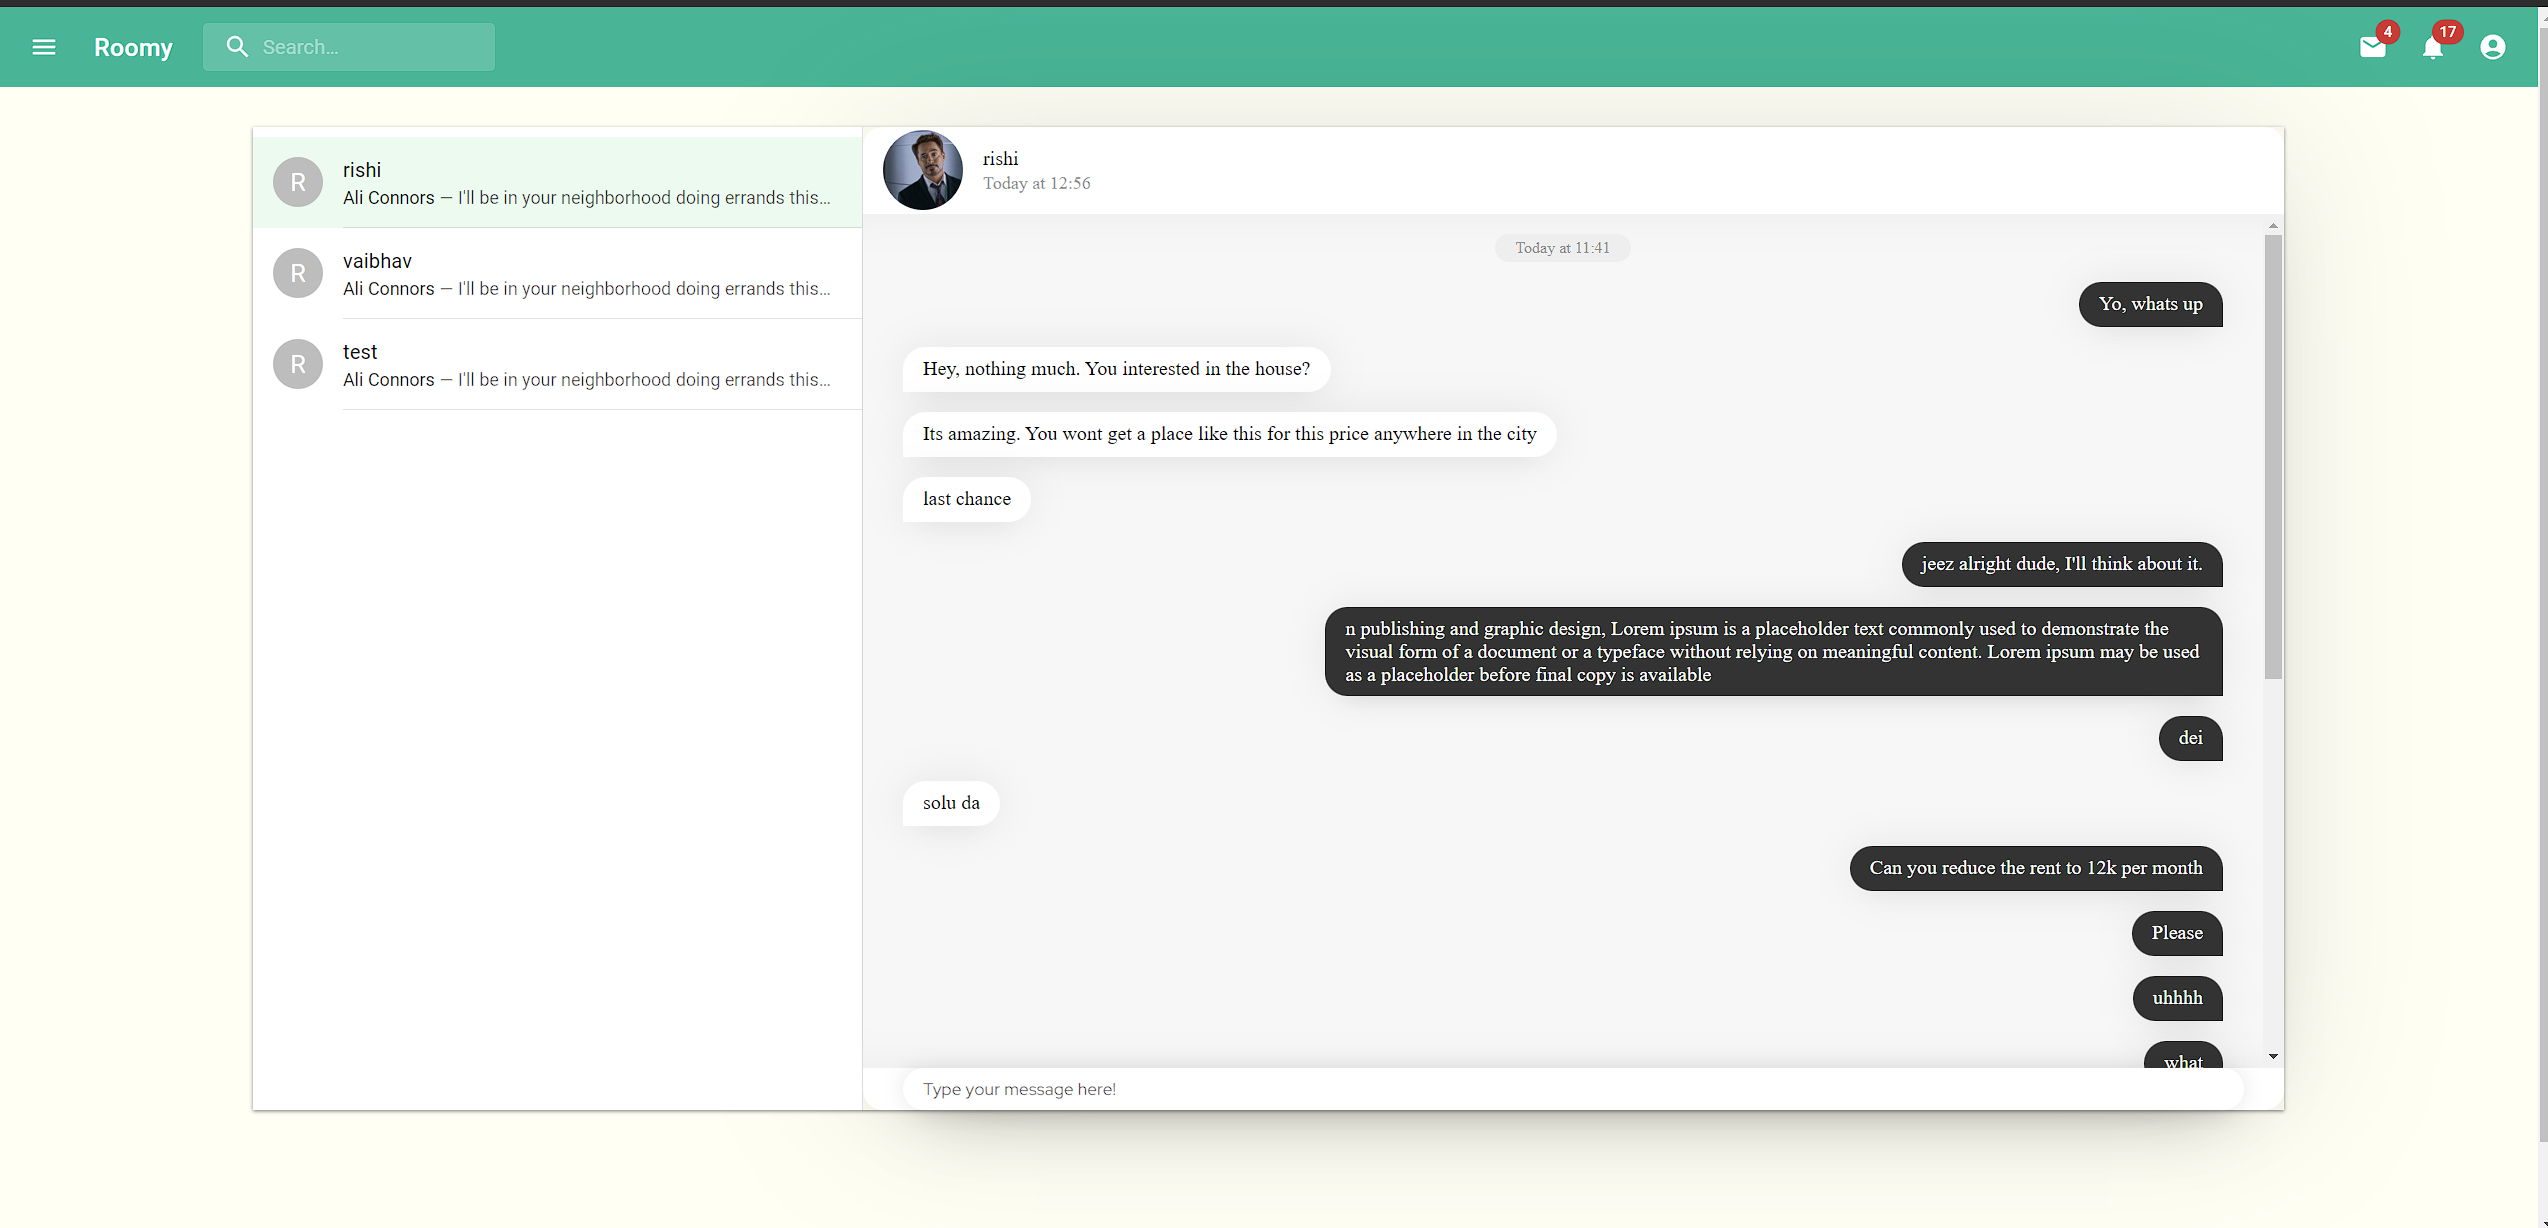 Roomy
Search...
4
17
R
rishi
Ali Connors — I'll be in your neighborhood doing errands this...
R
vaibhav
Ali Connors — I'll be in your neighborhood doing errands this...
R
test
Ali Connors — I'll be in your neighborhood doing errands this...
rishi
Today at 12:56
Today at 11:41
Yo, whats up
Hey, nothing much. You interested in the house?
Its amazing. You wont get a place like this for this price anywhere in the city
last chance
jeez alright dude, I'll think about it.
n publishing and graphic design, Lorem ipsum is a placeholder text commonly used to demonstrate the
visual form of a document or a typeface without relying on meaningful content. Lorem ipsum may be used
as a placeholder before final copy is available
dei
solu da
Can you reduce the rent to 12k per month
Please
uhhhh
what
Type your message here!